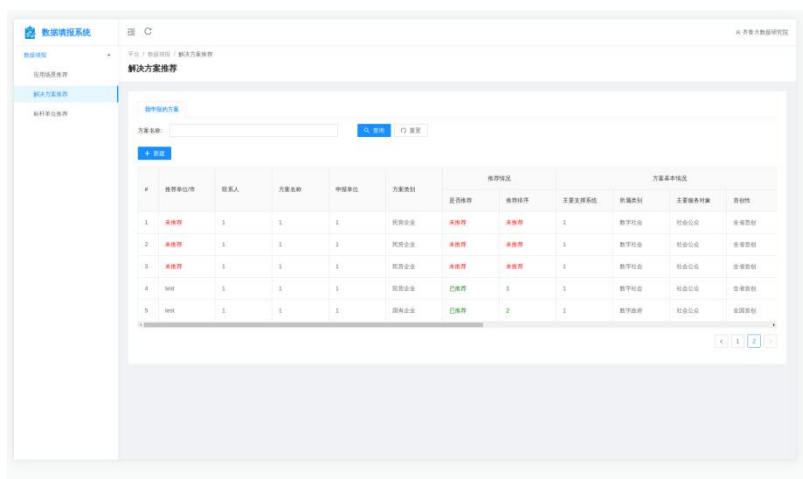 数据填报系统
齐鲁大数据研究院
数据填报
应用场景推荐
解决方案推荐
标杆单位推荐
平台 / 数据填报 / 解决方案推荐
解决方案推荐
我申报的方案
方案名称:
查询 重置
+ 新建
推荐情况 方案基本情况
# 推荐单位/市 联系人 方案名称 申报单位 方案类别 是否推荐 推荐排序 主要支撑系统 所属类别 主要服务对象 首创性
1 未推荐 1 1 1 民营企业 未推荐 未推荐 1 数字社会 社会公众 全省首创
2 未推荐 1 1 1 民营企业 未推荐 未推荐 1 数字社会 社会公众 全省首创
3 未推荐 1 1 1 民营企业 未推荐 未推荐 1 数字社会 社会公众 全省首创
4 test 1 1 1 民营企业 已推荐 1 1 数字社会 社会公众 全省首创
5 test 1 1 1 国有企业 已推荐 2 1 数字政府 社会公众 全国首创
< 1 2 >